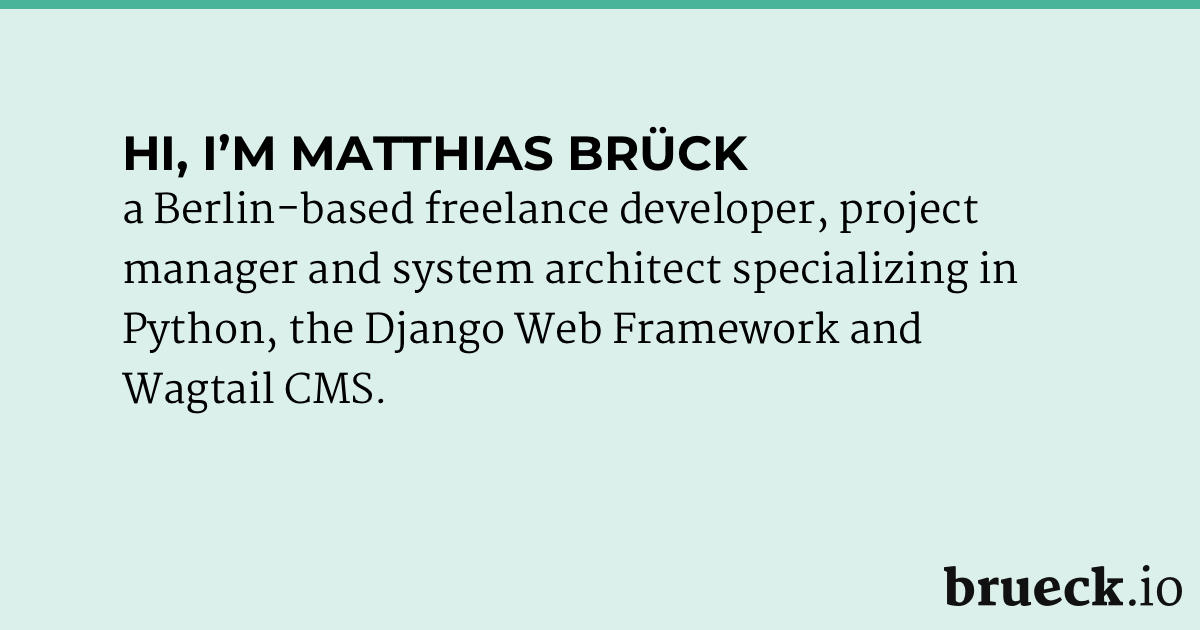 HI, I’M MATTHIAS BRÜCK
a Berlin-based freelance developer, project
manager and system architect specializing in
Python, the Django Web Framework and
Wagtail CMS.
brueck.io